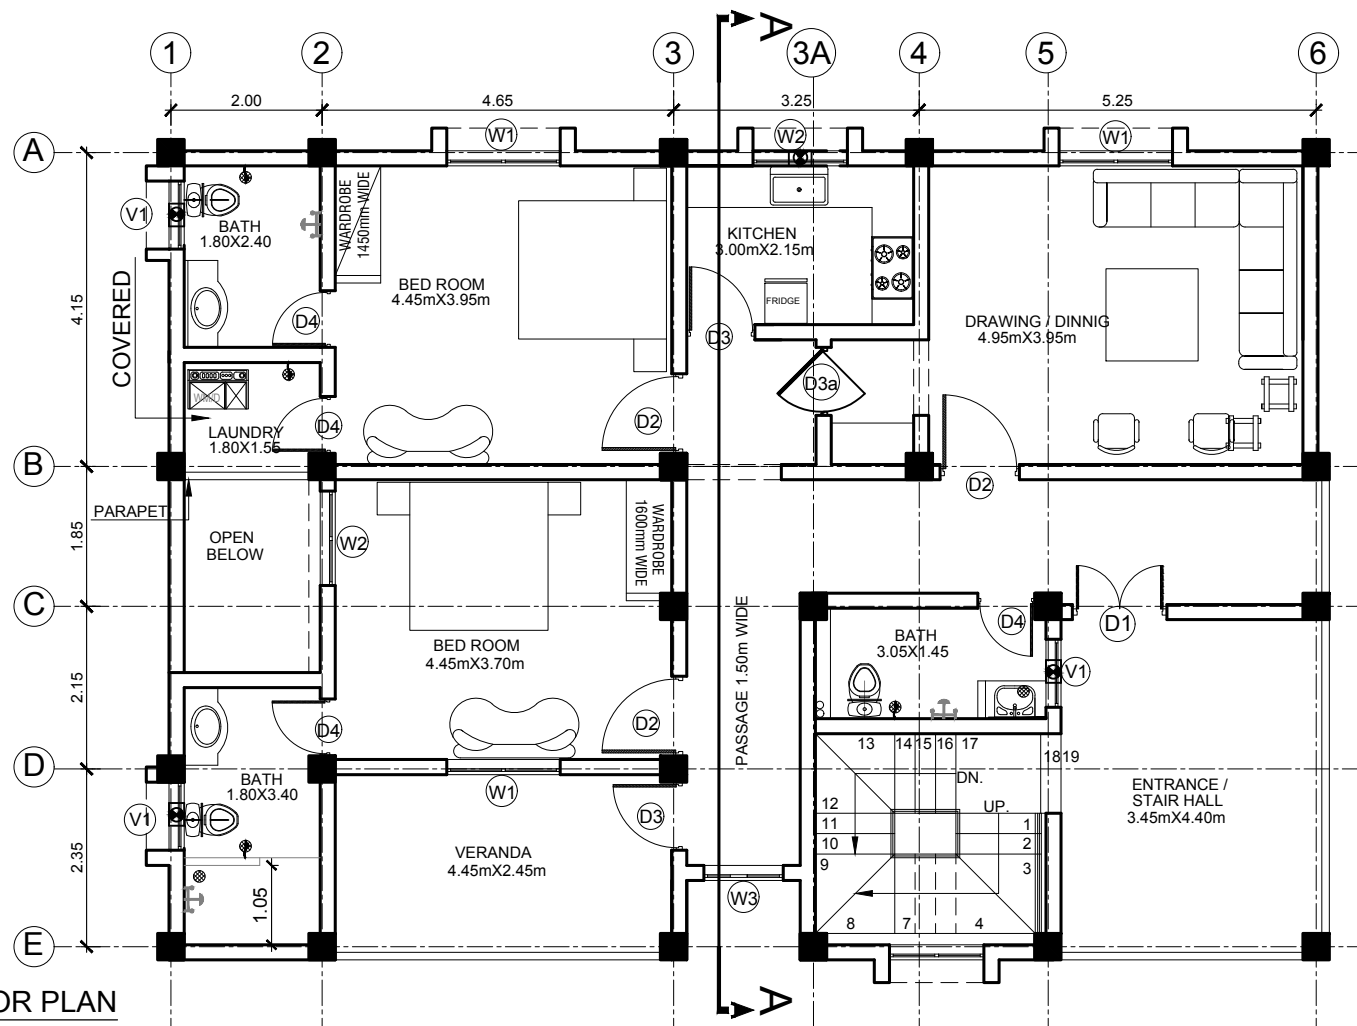 A
1
2
3
3A
4
5
6
2.00
4.65
3.25
5.25
A
W1
W2
W1
V1
BATH
1.80X2.40
WARDROBE
1450mm WIDE
KITCHEN
3.00mX2.15m
BED ROOM
4.45mX3.95m
FRIDGE
DRAWING / DINNIG
4.95mX3.95m
4.15
COVERED
D4
D3
D3a
WM/D
LAUNDRY
1.80X1.55
D4
D2
B
D2
PARAPET
OPEN
BELOW
W2
WARDROBE
1600mm WIDE
1.85
C
BED ROOM
4.45mX3.70m
PASSAGE 1.50m WIDE
BATH
3.05X1.45
D4
D1
V1
2.15
D4
D2
13
14
15
16
17
18
19
D
BATH
1.80X3.40
W1
DN.
UP.
ENTRANCE /
STAIR HALL
3.45mX4.40m
V1
D3
12
11
10
9
1
2
3
2.35
VERANDA
4.45mX2.45m
W3
1.05
8
7
4
E
A
OR PLAN